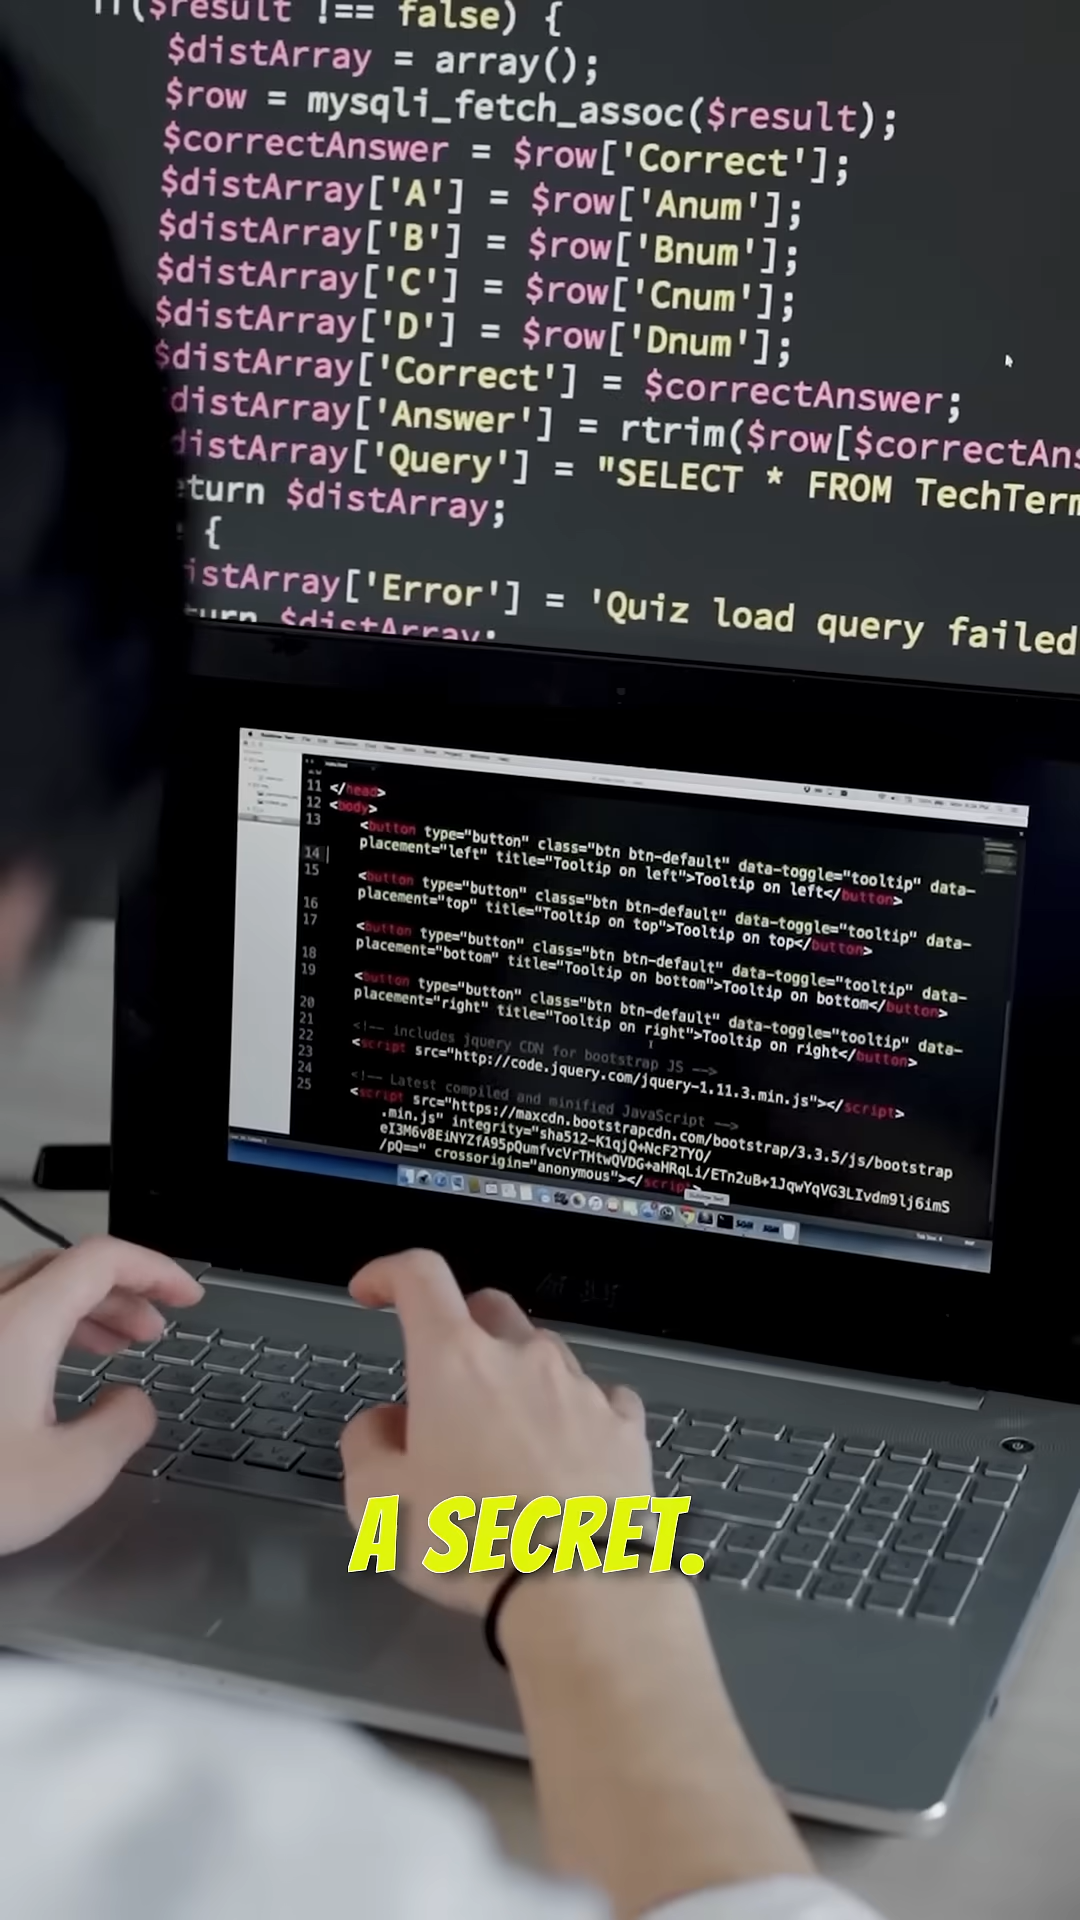 if($result !== false) {
$distArray = array();
$row = mysqli_fetch_assoc($result);
$correctAnswer = $row['Correct'];
$distArray['A'] = $row['Anum'];
$distArray['B'] = $row['Bnum'];
$distArray['C'] = $row['Cnum'];
$distArray['D'] = $row['Dnum'];
$distArray['Correct'] = $correctAnswer;
distArray['Answer'] = rtrim($row[$correctAns
distArray['Query'] = "SELECT * FROM TechTerm
turn $distArray;
{
istArray['Error'] = 'Quiz load query failed
turn $distArray;
11 </head>
12 <body>
13 <button type="button" class="btn btn-default" data-toggle="tooltip" data-
placement="left" title="Tooltip on left">Tooltip on left</button>
14
15 <button type="button" class="btn btn-default" data-toggle="tooltip" data-
placement="top" title="Tooltip on top">Tooltip on top</button>
16
17 <button type="button" class="btn btn-default" data-toggle="tooltip" data-
placement="bottom" title="Tooltip on bottom">Tooltip on bottom</button>
18
19 <button type="button" class="btn btn-default" data-toggle="tooltip" data-
placement="right" title="Tooltip on right">Tooltip on right</button>
20
21
22 <!-- includes jquery CDN for bootstrap JS -->
23 <script src="http://code.jquery.com/jquery-1.11.3.min.js"></script>
24 <!-- Latest compiled and minified JavaScript -->
25 <script src="https://maxcdn.bootstrapcdn.com/bootstrap/3.3.5/js/bootstrap
.min.js" integrity="sha512-K1qjQ+NcF2TYO/
eI3M6v8EiNYZfA95pQumfvcVrTHtwQVDG+aHRqLi/ETn2uB+1JqwYqVG3LIvdm9lj6imS
/pQ==" crossorigin="anonymous"></script>
A SECRET.